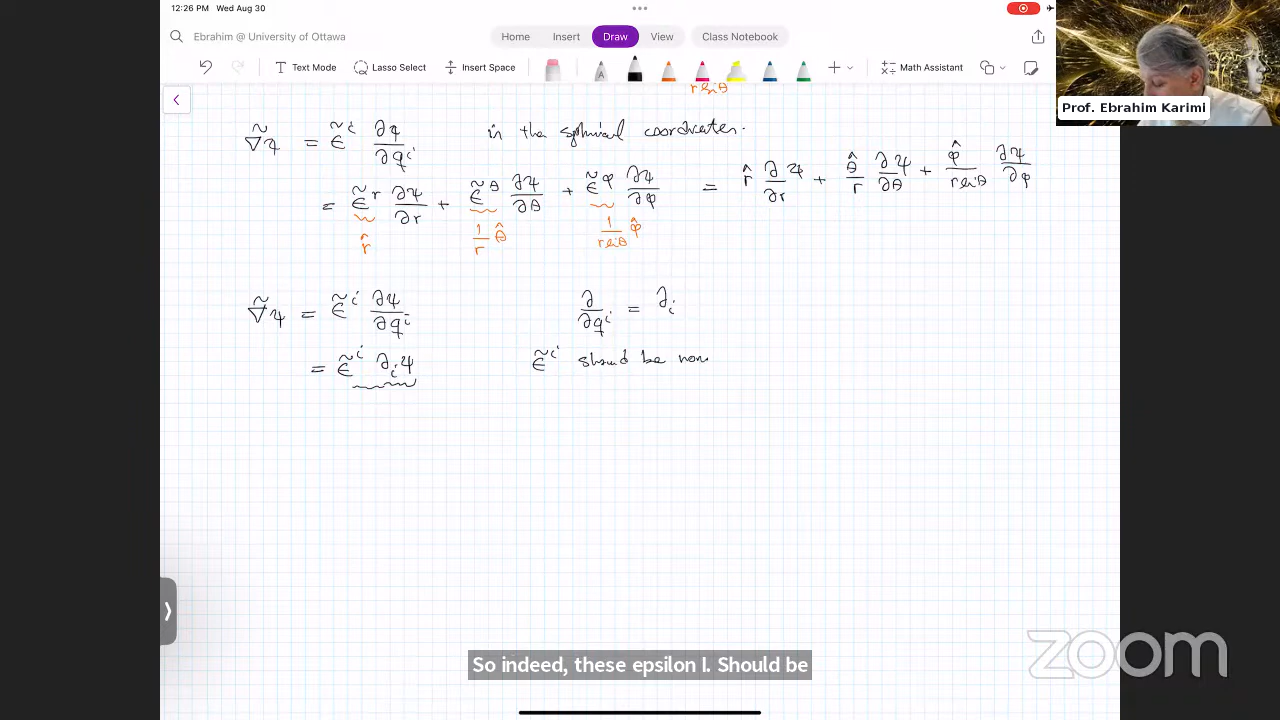 12:26 PM Wed Aug 30
Ebrahim @ University of Ottawa
Home Insert Draw View Class Notebook
Text Mode Lasso Select Insert Space Math Assistant
r sinθ
∇̃ψ = ε̃^i ∂/∂q^i in the spherical coordinates.
= ε̃^r ∂ψ/∂r + ε̃^θ ∂ψ/∂θ + ε̃^φ ∂ψ/∂φ = r̂ ∂ψ/∂r + θ̂/r ∂ψ/∂θ + φ̂/(r sinθ) ∂ψ/∂φ
r̂ 1/r θ̂ 1/(r sinθ) φ̂
∇̃ψ = ε̃^i ∂ψ/∂q^i ∂/∂q^i = ∂_i
= ε̃^i ∂_i ψ ε̃^i should be nor
Prof. Ebrahim Karimi
So indeed, these epsilon I. Should be
zoom